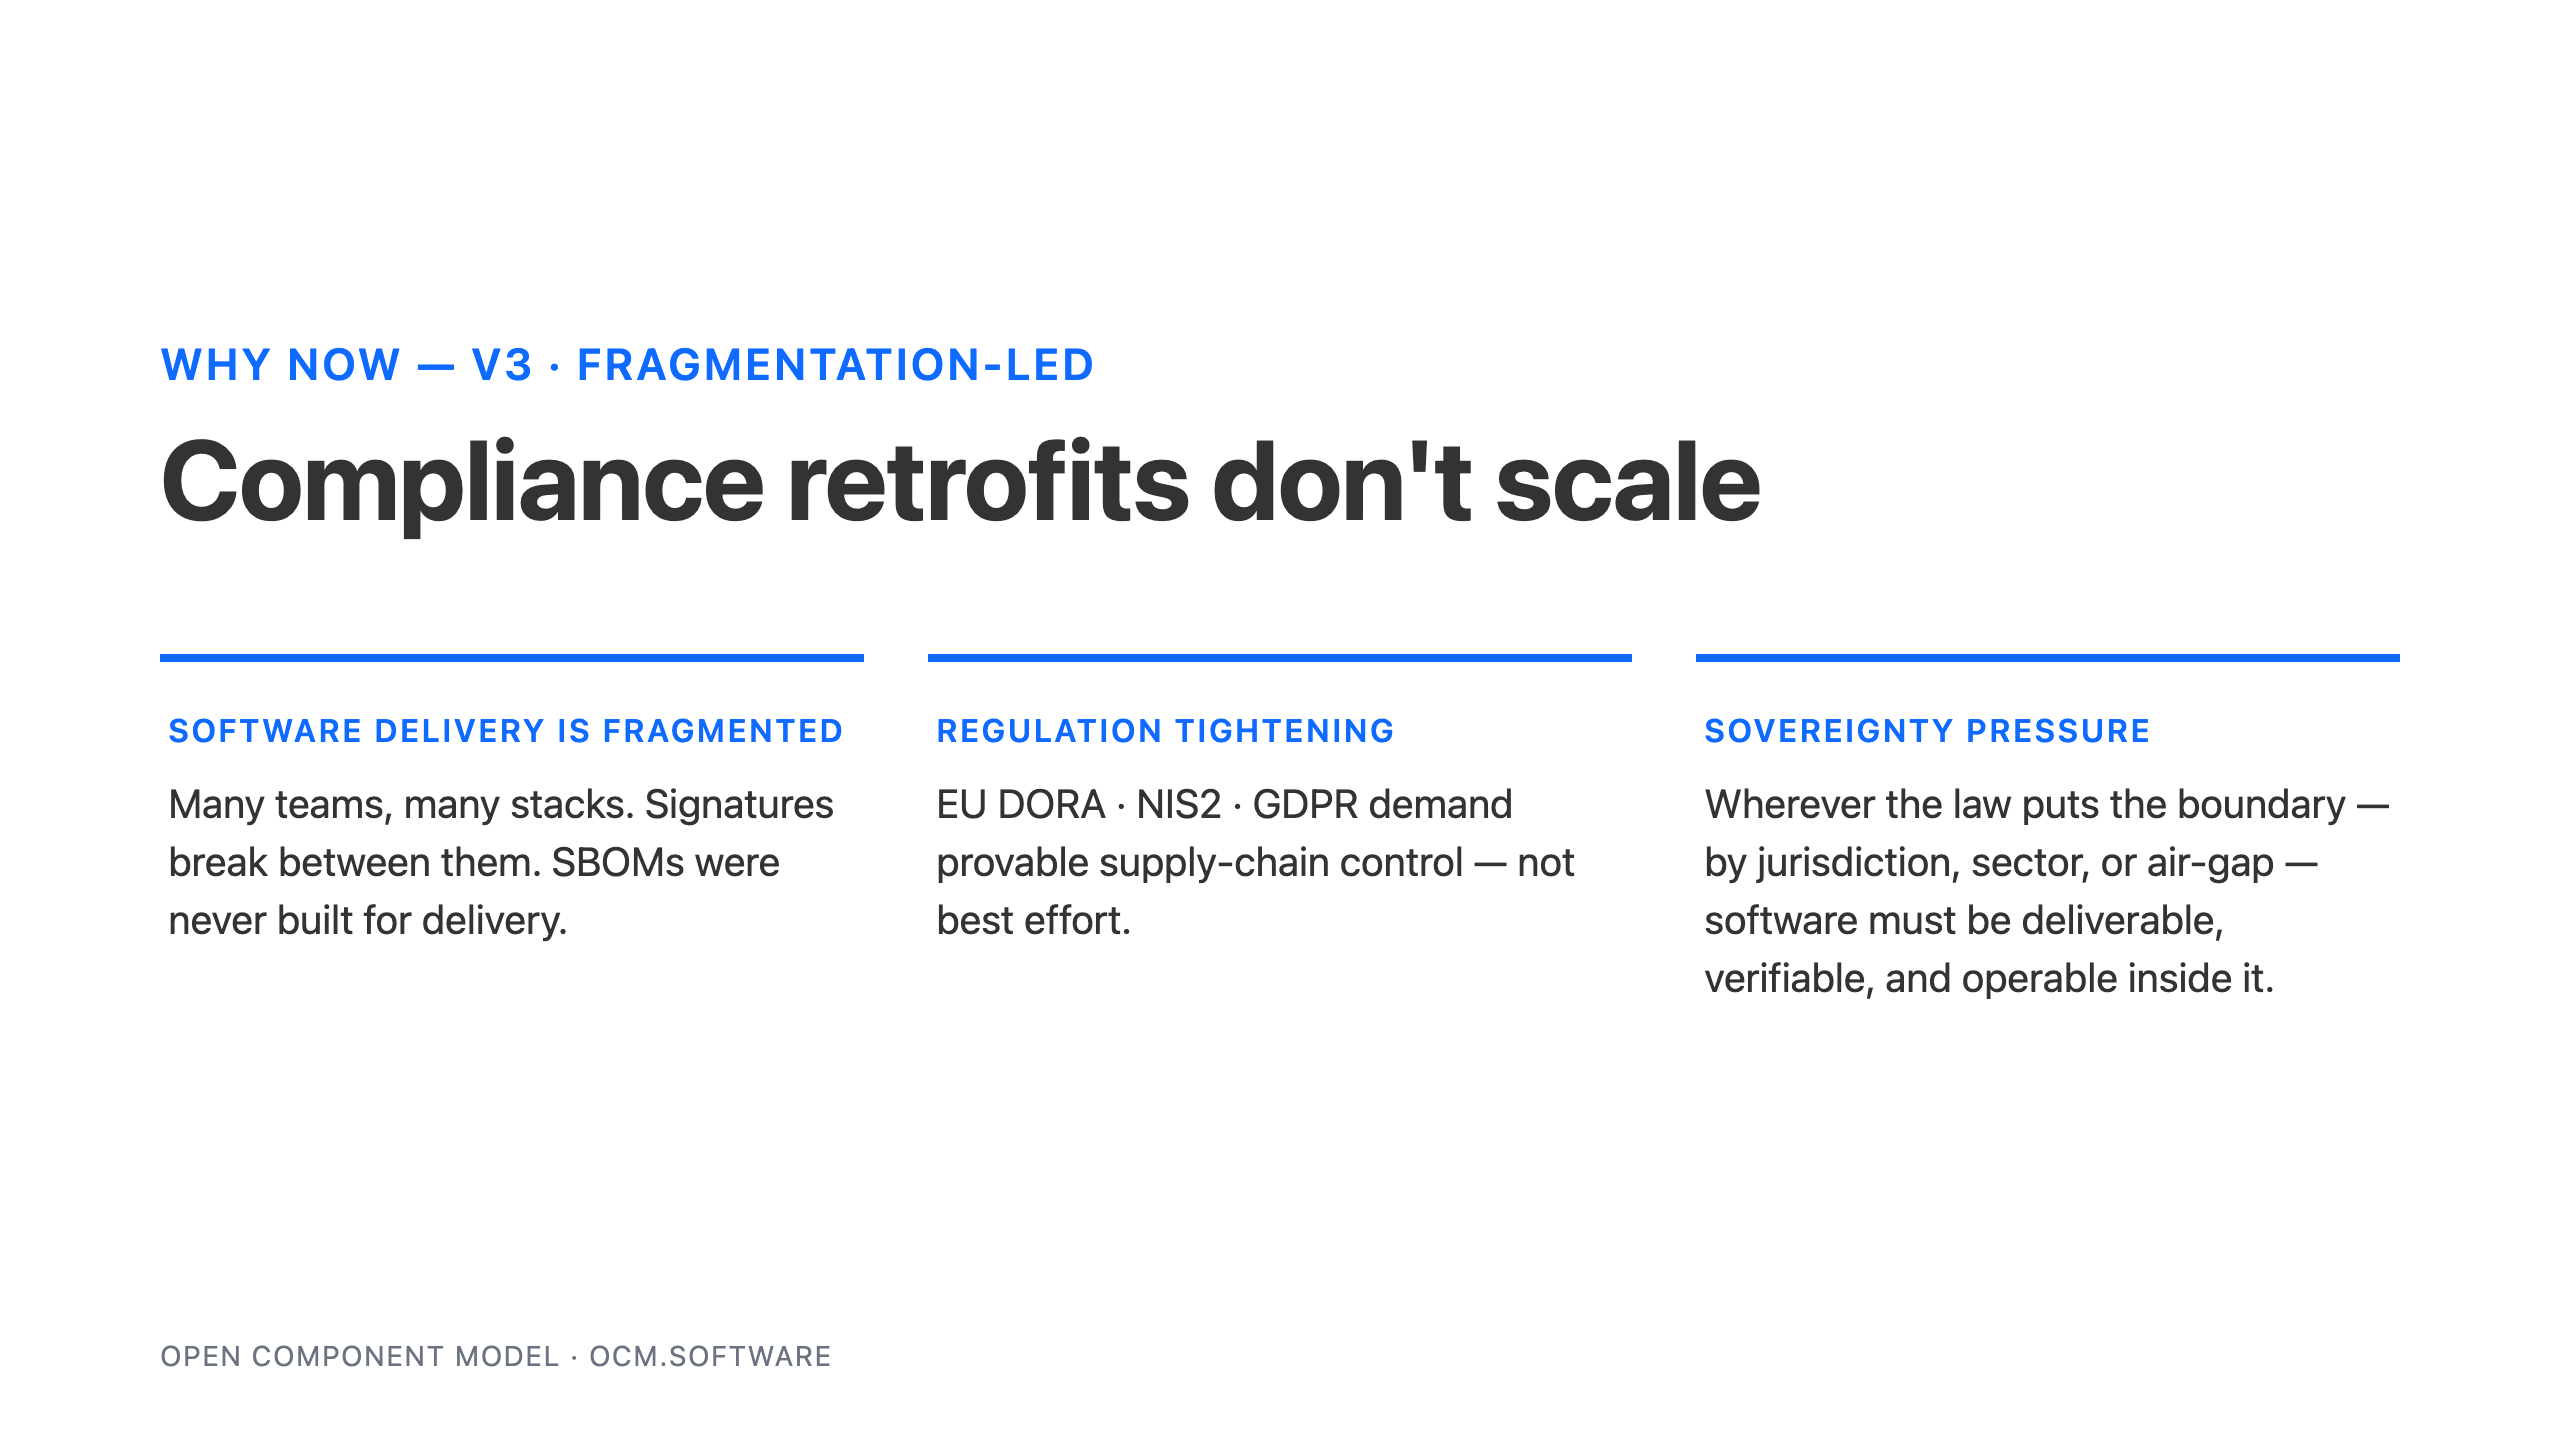 WHY NOW — V3 · FRAGMENTATION-LED
Compliance retrofits don't scale
SOFTWARE DELIVERY IS FRAGMENTED
Many teams, many stacks. Signatures
break between them. SBOMs were
never built for delivery.
REGULATION TIGHTENING
EU DORA · NIS2 · GDPR demand
provable supply-chain control — not
best effort.
SOVEREIGNTY PRESSURE
Wherever the law puts the boundary —
by jurisdiction, sector, or air-gap —
software must be deliverable,
verifiable, and operable inside it.
OPEN COMPONENT MODEL · OCM.SOFTWARE